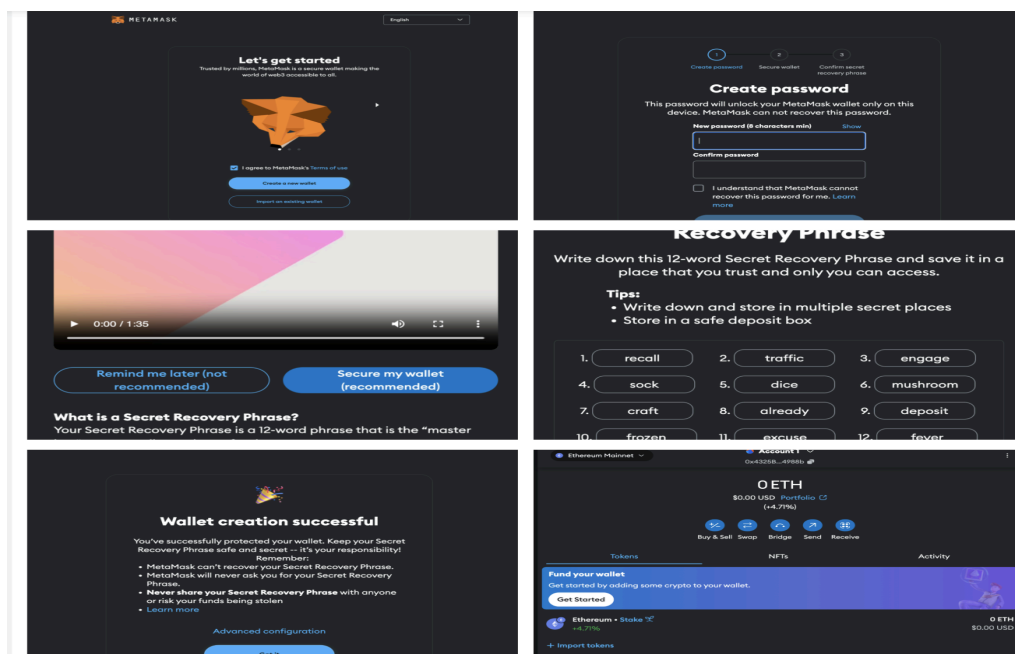 METAMASK
English
Let's get started
Trusted by millions, MetaMask is a secure wallet making the
world of web3 accessible to all.
I agree to MetaMask's Terms of use
Create a new wallet
Import an existing wallet
1 2 3
Create password Secure wallet Confirm secret
recovery phrase
Create password
This password will unlock your MetaMask wallet only on this
device. MetaMask can not recover this password.
New password (8 characters min) Show
Confirm password
I understand that MetaMask cannot
recover this password for me. Learn
more
0:00 / 1:35
Remind me later (not
recommended)
Secure my wallet
(recommended)
What is a Secret Recovery Phrase?
Your Secret Recovery Phrase is a 12-word phrase that is the “master
Recovery Phrase
Write down this 12-word Secret Recovery Phrase and save it in a
place that you trust and only you can access.
Tips:
• Write down and store in multiple secret places
• Store in a safe deposit box
1. recall 2. traffic 3. engage
4. sock 5. dice 6. mushroom
7. craft 8. already 9. deposit
10. frozen 11. excuse 12. fever
Wallet creation successful
You've successfully protected your wallet. Keep your Secret
Recovery Phrase safe and secret -- it's your responsibility!
Remember:
• MetaMask can't recover your Secret Recovery Phrase.
• MetaMask will never ask you for your Secret Recovery
Phrase.
• Never share your Secret Recovery Phrase with anyone
or risk your funds being stolen
• Learn more
Advanced configuration
Ethereum Mainnet
Account 1
0x4325B...4988b
0 ETH
$0.00 USD Portfolio
(+4.71%)
Buy & Sell Swap Bridge Send Receive
Tokens NFTs Activity
Fund your wallet
Get started by adding some crypto to your wallet.
Get Started
Ethereum • Stake 0 ETH
+4.71% $0.00 USD
+ Import tokens